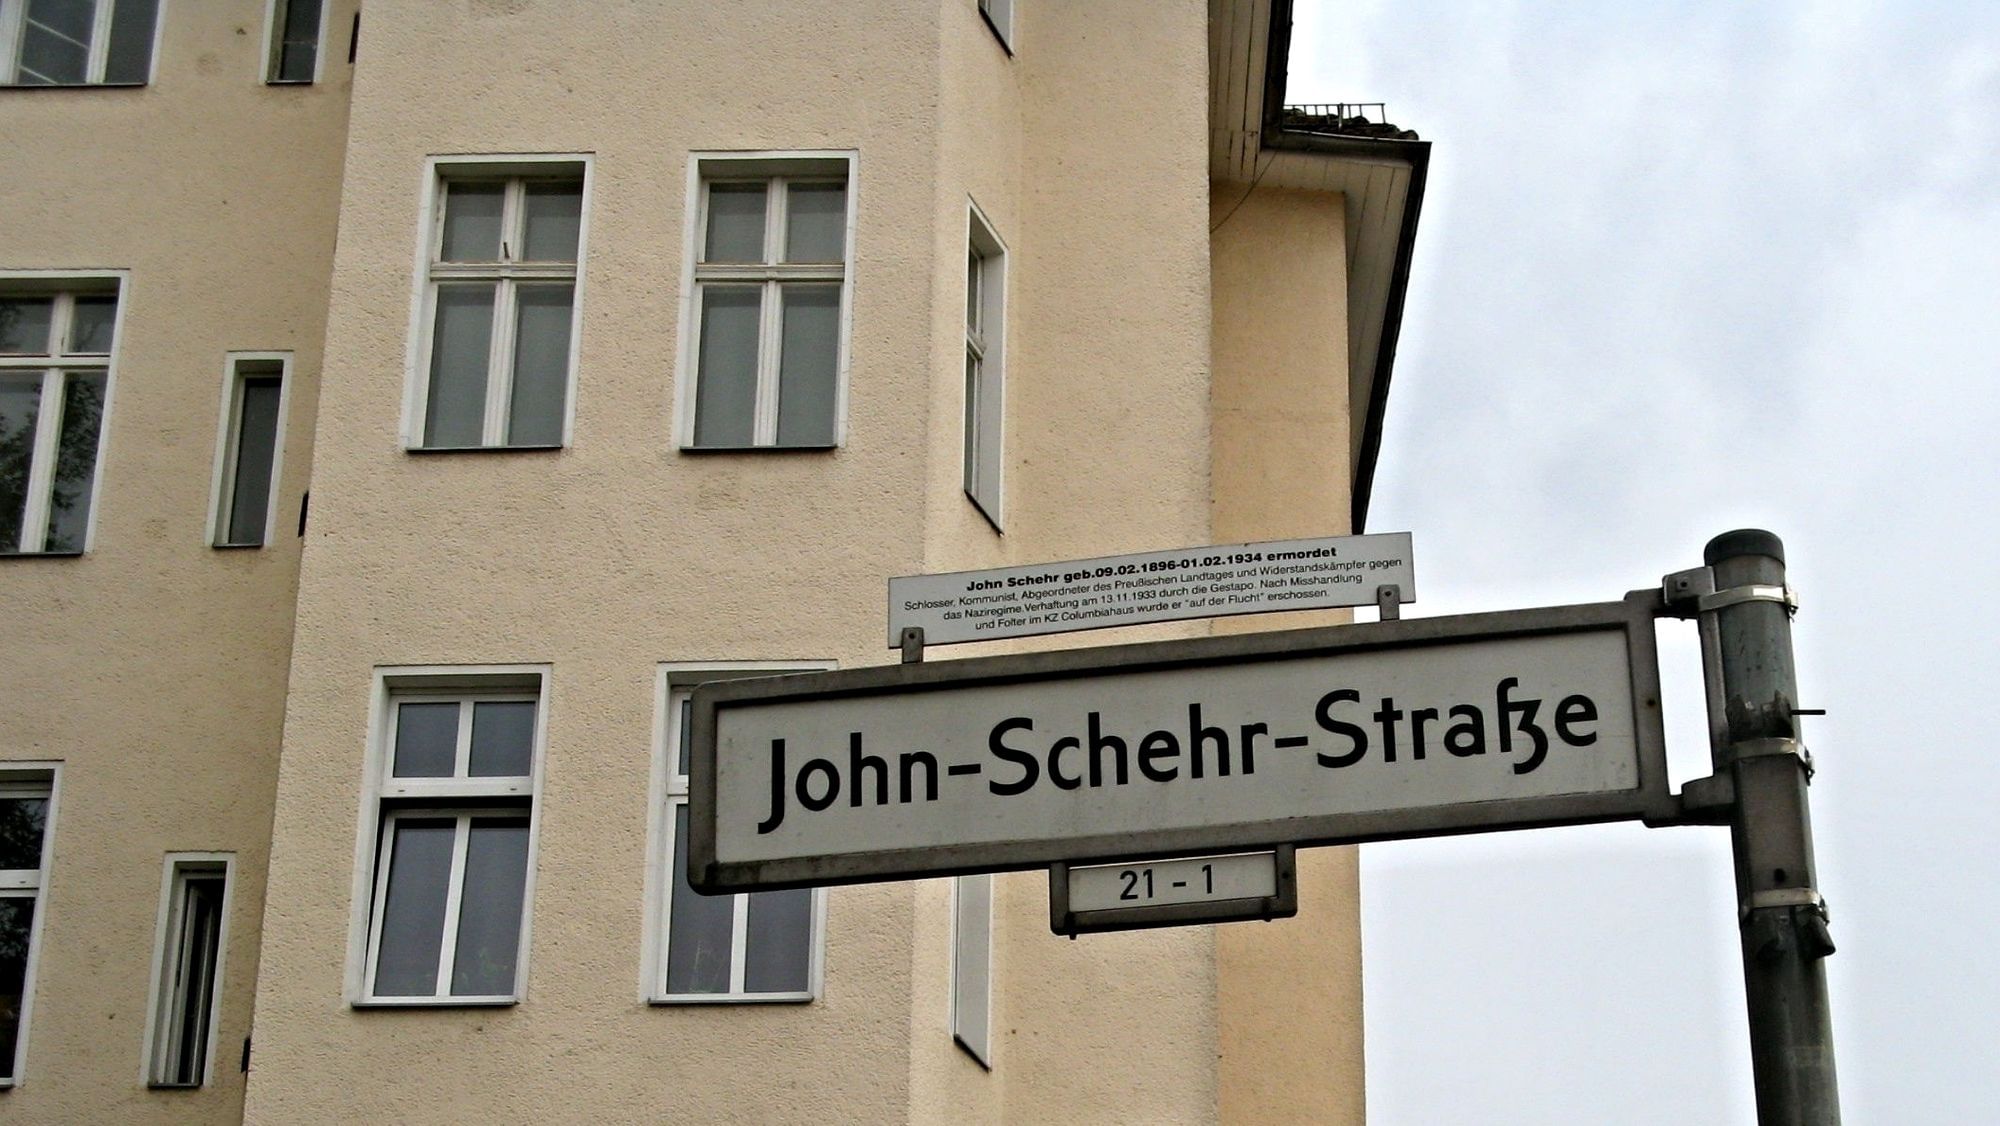 John Schehr geb.09.02.1896-01.02.1934 ermordet
Schlosser, Kommunist, Abgeordneter des Preußischen Landtages und Widerstandskämpfer gegen
das Naziregime.Verhaftung am 13.11.1933 durch die Gestapo. Nach Misshandlung
und Folter im KZ Columbiahaus wurde er "auf der Flucht" erschossen.
John-Schehr-Straße
21 - 1